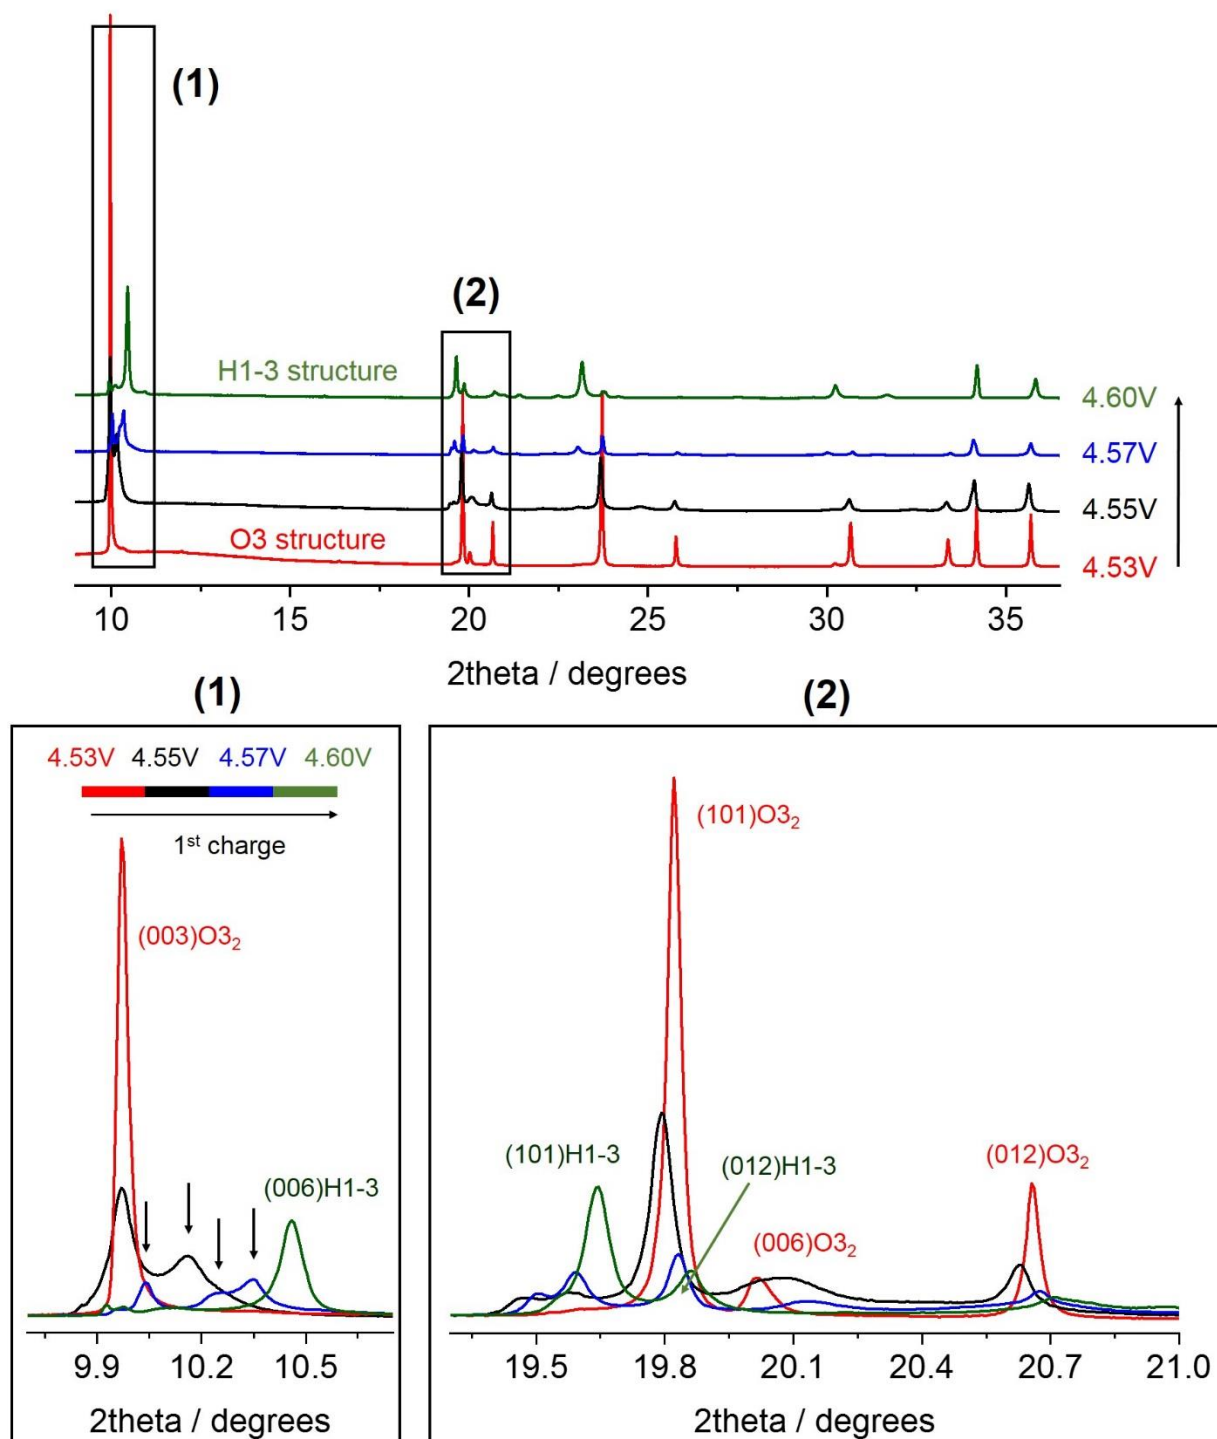 (1)
(2)
H1-3 structure
4.60V
4.57V
4.55V
O3 structure
4.53V
10 15 20 25 30 35
2theta / degrees
(1)
4.53V 4.55V 4.57V 4.60V
1st charge
(003)O3₂
(006)H1-3
9.9 10.2 10.5
2theta / degrees
(2)
(101)O3₂
(101)H1-3
(012)H1-3
(012)O3₂
(006)O3₂
19.5 19.8 20.1 20.4 20.7 21.0
2theta / degrees